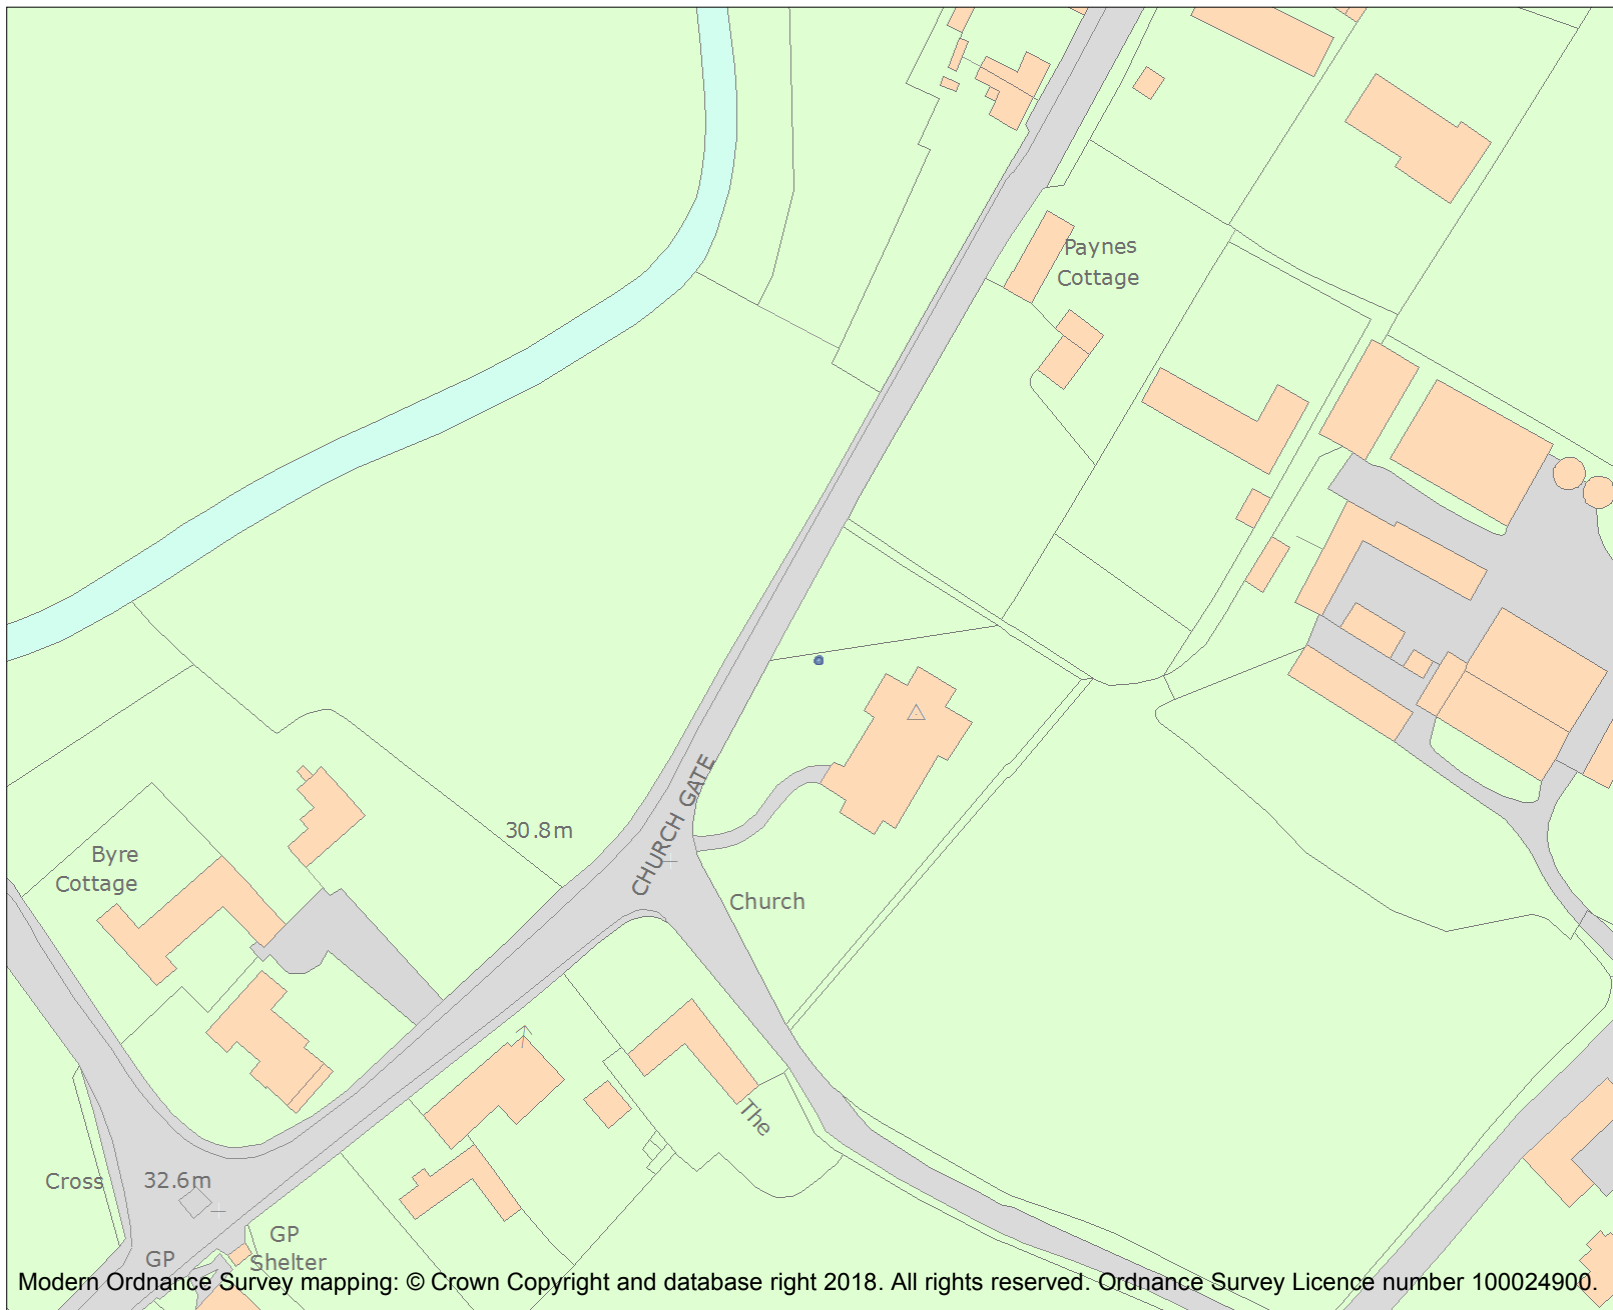 Paynes
Cottage
CHURCH GATE
30.8m
Byre
Cottage
Church
The
Cross
32.6m
GP
Shelter
GP
Modern Ordnance Survey mapping: © Crown Copyright and database right 2018. All rights reserved. Ordnance Survey Licence number 100024900.